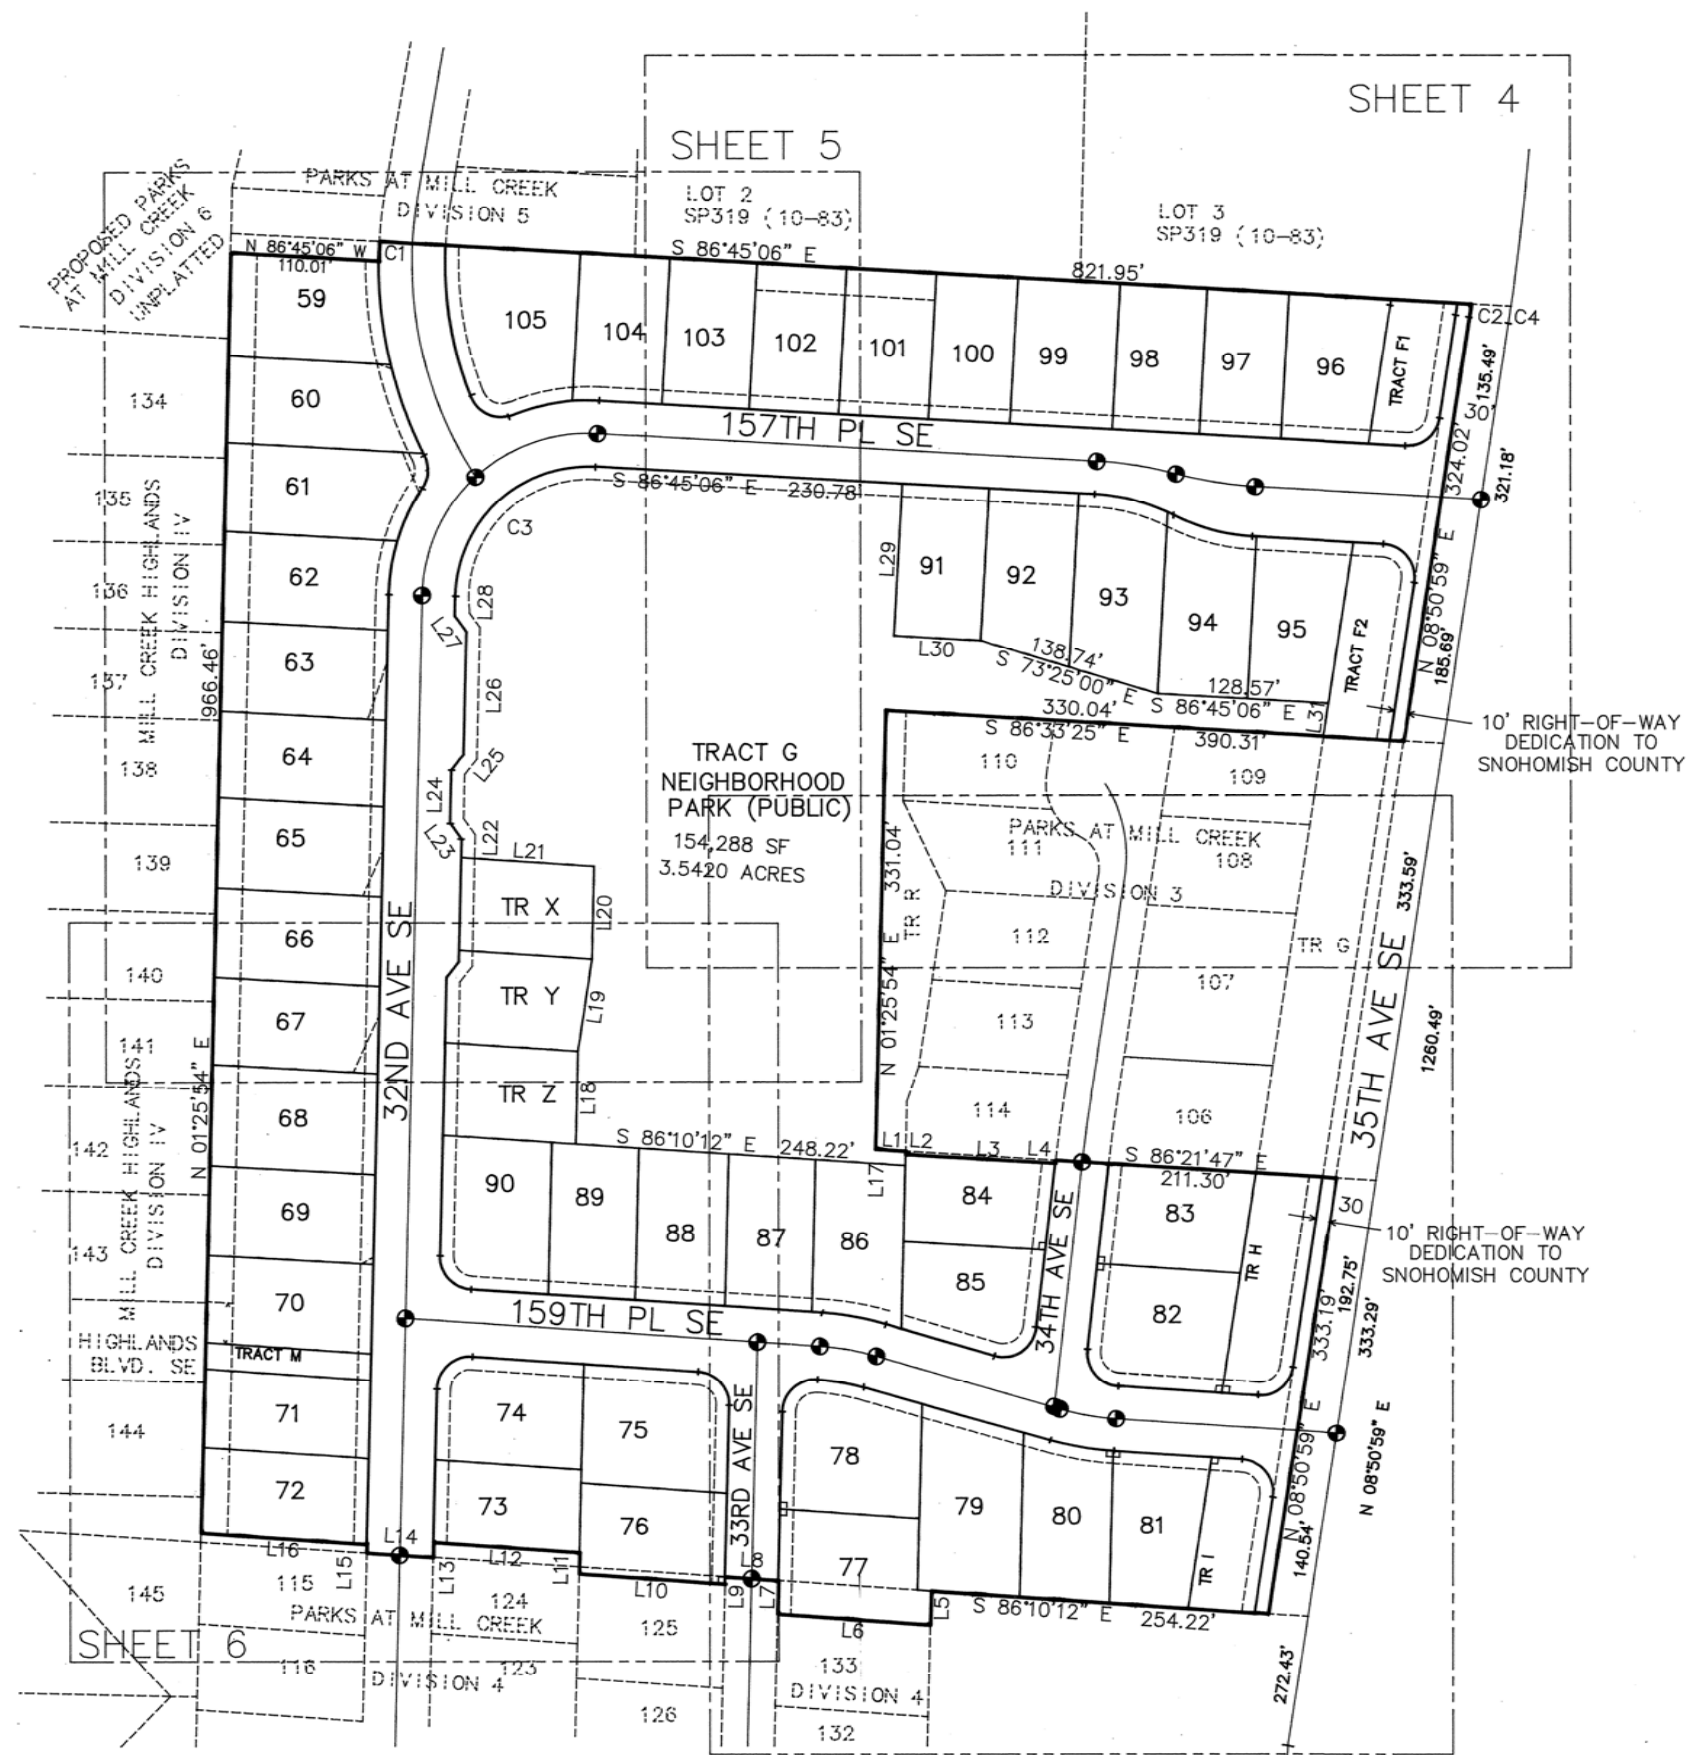 SHEET 4
SHEET 5
PARKS AT MILL CREEK
DIVISION 5
LOT 2
SP319 (10-83)
LOT 3
SP319 (10-83)
PROPOSED PARKS
AT MILL CREEK
DIVISION 6
UNPLATTED
N 86°45'06" W
110.01'
C1
S 86°45'06" E
821.95'
C2
C4
59
105
104
103
102
101
100
99
98
97
96
TRACT F1
135.49'
30'
324.02'
321.18'
134
60
157TH PL SE
S 86°45'06" E
230.78'
135
61
C3
MILL CREEK HIGHLANDS
DIVISION IV
136
62
L28
L27
L29
91
92
93
94
95
TRACT F2
N 08°50'59" E
185.69'
L30
138.74'
S 73°25'00" E
128.57'
S 86°45'06" E
L31
137
63
966.46'
L26
330.04'
S 86°33'25" E
390.31'
10' RIGHT-OF-WAY
DEDICATION TO
SNOHOMISH COUNTY
138
64
L25
L24
TRACT G
NEIGHBORHOOD
PARK (PUBLIC)
154,288 SF
3.5420 ACRES
110
109
PARKS AT MILL CREEK
111
108
DIVISION 3
139
65
L23
L22
L21
331.04'
N 01°25'54" E
TR R
333.59'
TR X
L20
66
112
TR G
140
32ND AVE SE
TR Y
L19
107
35TH AVE SE
67
113
1260.49'
141
TR Z
L18
N 01°25'54" E
MILL CREEK HIGHLANDS
DIVISION IV
68
114
106
142
S 86°10'12" E
248.22'
L1
L2
L3
L4
S 86°21'47" E
211.30'
90
89
88
87
86
L17
84
83
30
69
143
85
34TH AVE SE
TR H
10' RIGHT-OF-WAY
DEDICATION TO
SNOHOMISH COUNTY
192.75'
333.19'
333.29'
70
159TH PL SE
82
HIGHLANDS
BLVD. SE
TRACT M
71
74
75
33RD AVE SE
78
144
N 08°50'59" E
N 08°50'59" E
72
73
76
79
80
81
77
TR I
140.54'
L16
L15
L14
L13
L12
L11
L10
L9
L8
L7
L6
L5
S 86°10'12" E
254.22'
145
115
124
125
PARKS AT MILL CREEK
SHEET 6
116
123
DIVISION 4
126
133
DIVISION 4
132
272.43'